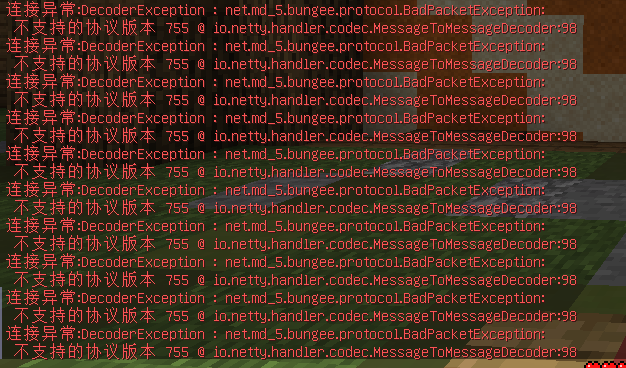 连接异常:DecoderException : net.md_5.bungee.protocol.BadPacketException:
不支持的协议版本 755 @ io.netty.handler.codec.MessageToMessageDecoder:98
连接异常:DecoderException : net.md_5.bungee.protocol.BadPacketException:
不支持的协议版本 755 @ io.netty.handler.codec.MessageToMessageDecoder:98
连接异常:DecoderException : net.md_5.bungee.protocol.BadPacketException:
不支持的协议版本 755 @ io.netty.handler.codec.MessageToMessageDecoder:98
连接异常:DecoderException : net.md_5.bungee.protocol.BadPacketException:
不支持的协议版本 755 @ io.netty.handler.codec.MessageToMessageDecoder:98
连接异常:DecoderException : net.md_5.bungee.protocol.BadPacketException:
不支持的协议版本 755 @ io.netty.handler.codec.MessageToMessageDecoder:98
连接异常:DecoderException : net.md_5.bungee.protocol.BadPacketException:
不支持的协议版本 755 @ io.netty.handler.codec.MessageToMessageDecoder:98
连接异常:DecoderException : net.md_5.bungee.protocol.BadPacketException:
不支持的协议版本 755 @ io.netty.handler.codec.MessageToMessageDecoder:98
连接异常:DecoderException : net.md_5.bungee.protocol.BadPacketException:
不支持的协议版本 755 @ io.netty.handler.codec.MessageToMessageDecoder:98
连接异常:DecoderException : net.md_5.bungee.protocol.BadPacketException:
不支持的协议版本 755 @ io.netty.handler.codec.MessageToMessageDecoder:98
连接异常:DecoderException : net.md_5.bungee.protocol.BadPacketException:
不支持的协议版本 755 @ io.netty.handler.codec.MessageToMessageDecoder:98